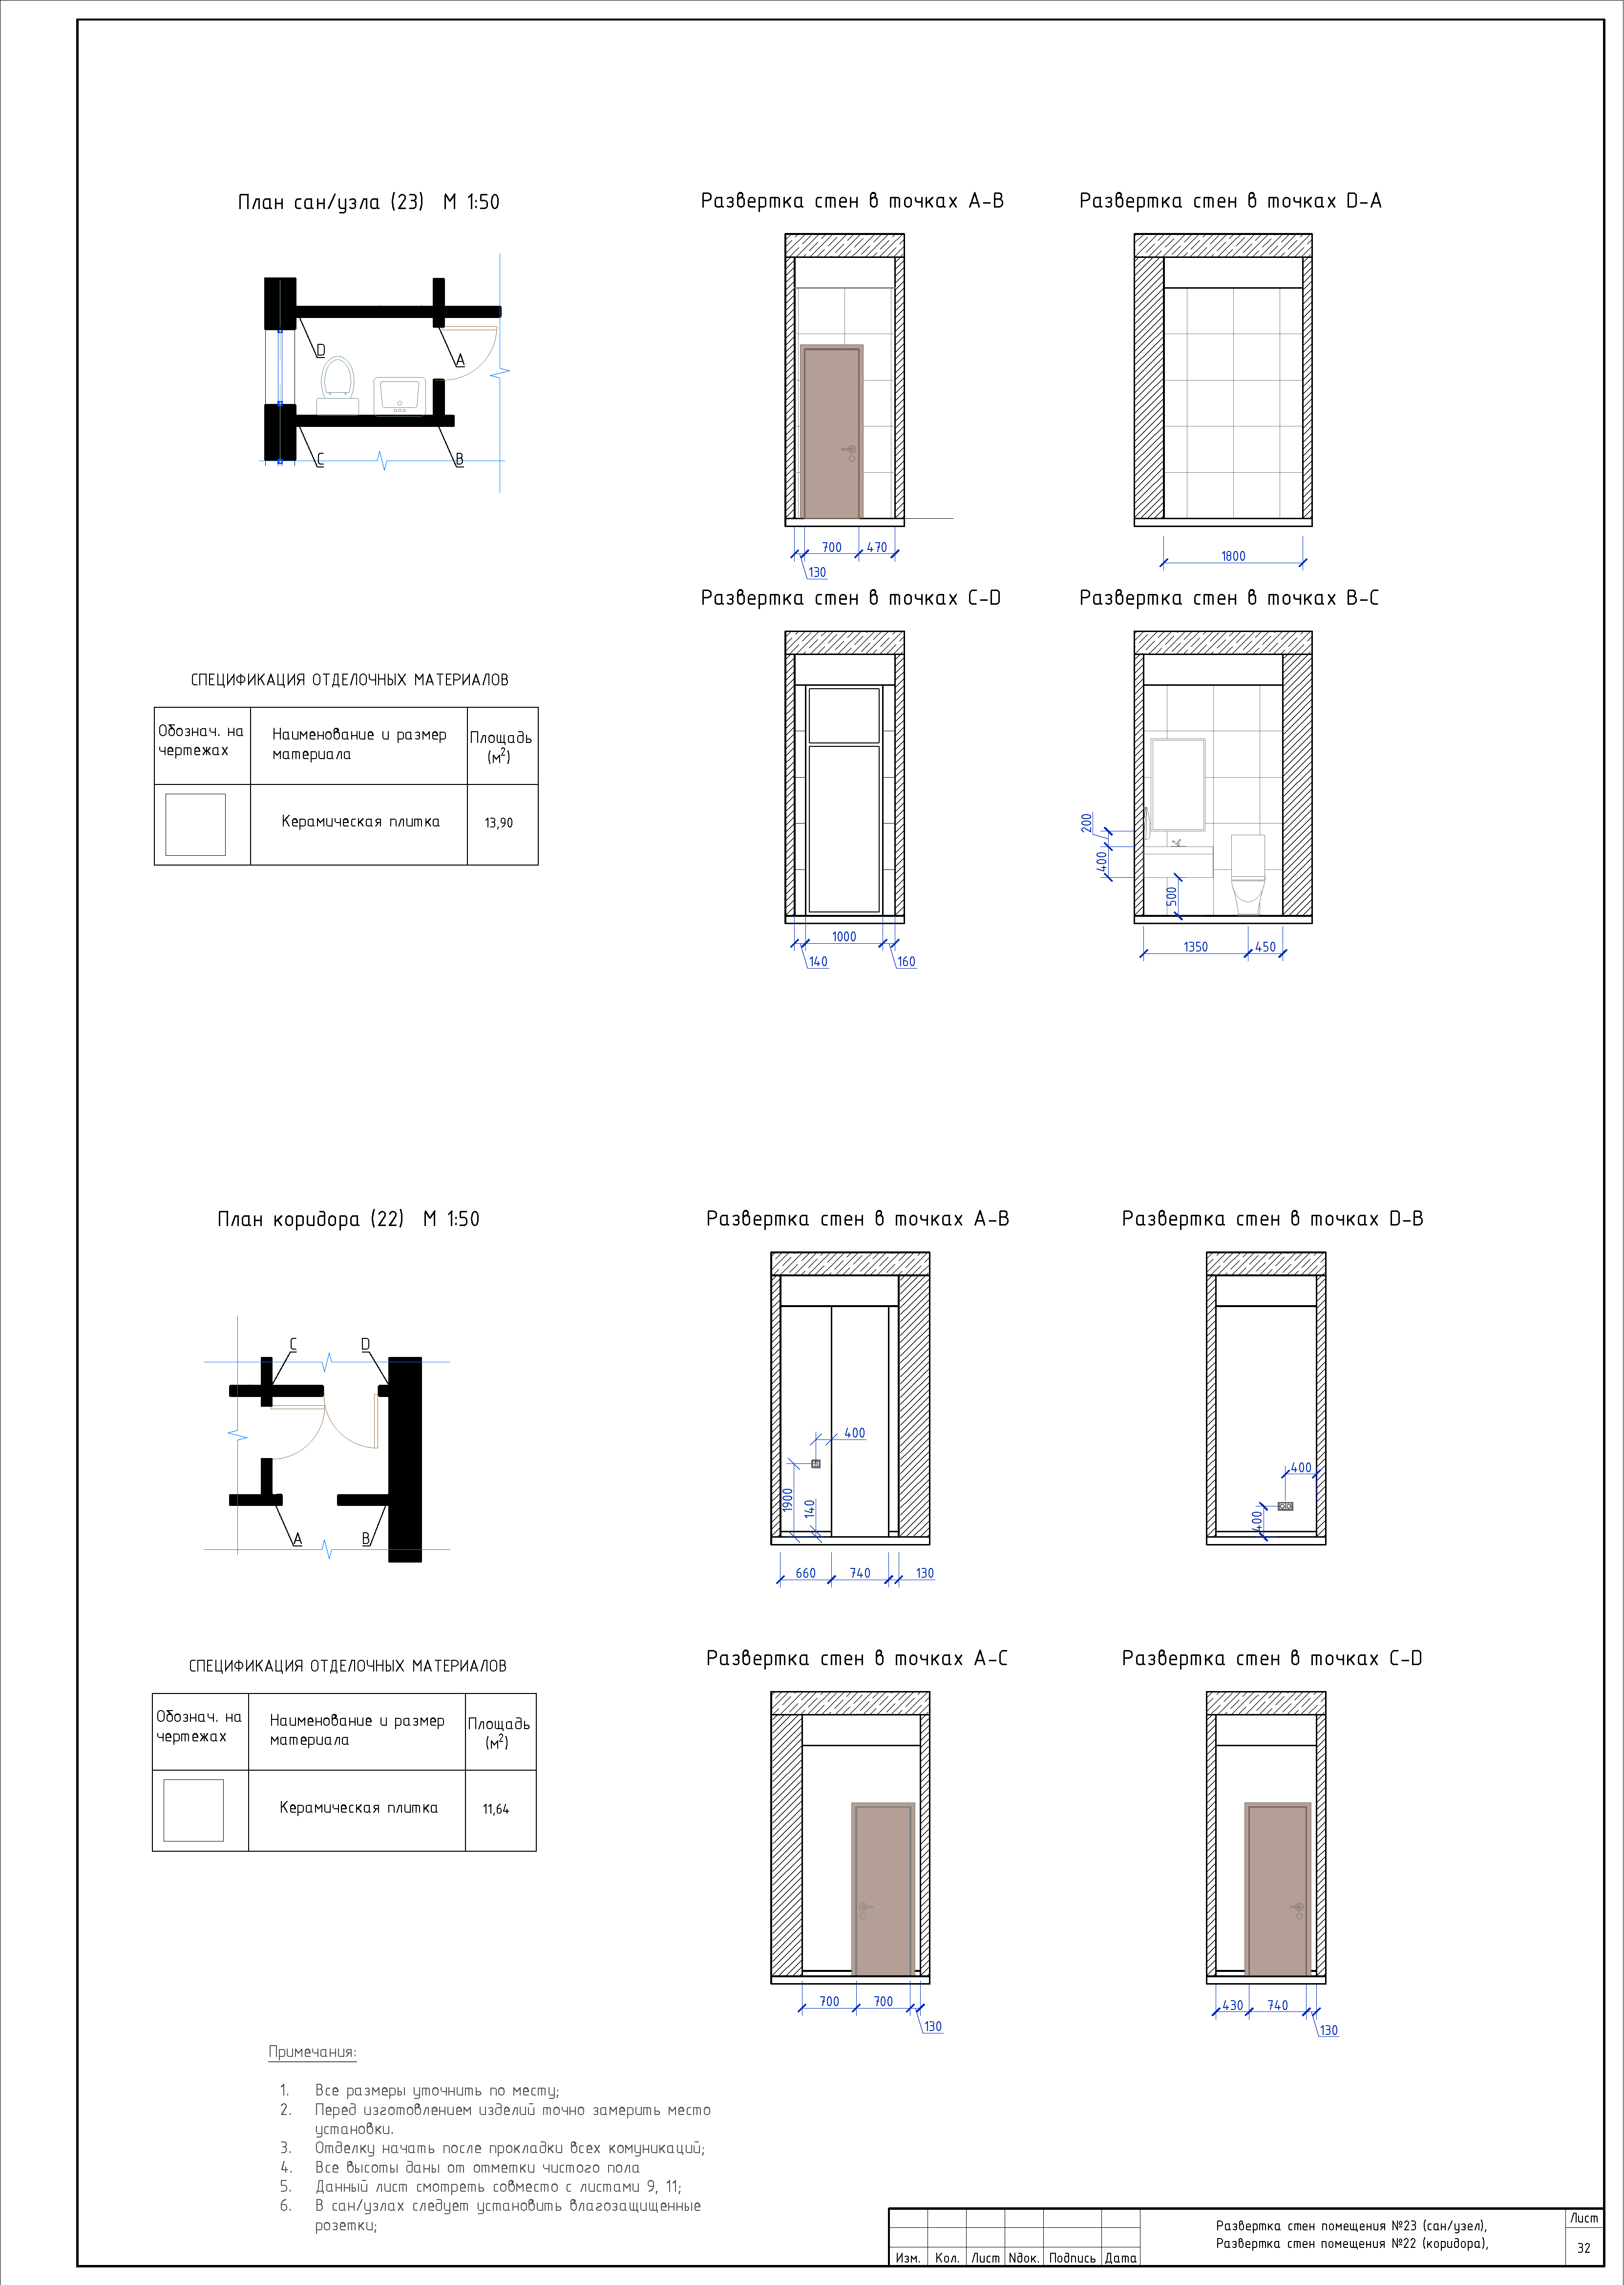 План сан/узла (23) М 1:50
Развертка стен в точках А-В
Развертка стен в точках D-A
D
A
C
B
700
470
130
1800
Развертка стен в точках C-D
Развертка стен в точках В-С
СПЕЦИФИКАЦИЯ ОТДЕЛОЧНЫХ МАТЕРИАЛОВ
Обознач. на
чертежах
Наименование и размер
материала
Площадь
(м²)
Керамическая плитка
13,90
1000
140
160
200
400
500
1350
450
План коридора (22) М 1:50
Развертка стен в точках А-В
Развертка стен в точках D-B
C
D
A
B
400
1900
140
660
740
130
400
400
СПЕЦИФИКАЦИЯ ОТДЕЛОЧНЫХ МАТЕРИАЛОВ
Обознач. на
чертежах
Наименование и размер
материала
Площадь
(м²)
Керамическая плитка
11,64
Развертка стен в точках А-С
Развертка стен в точках C-D
700
700
130
430
740
130
Примечания:
1. Все размеры уточнить по месту;
2. Перед изготовлением изделий точно замерить место
установки.
3. Отделку начать после прокладки всех комуникаций;
4. Все высоты даны от отметки чистого пола
5. Данный лист смотреть совместо с листами 9, 11;
6. В сан/узлах следует установить влагозащищенные
розетки;
Изм.
Кол.
Лист
Nдок.
Подпись
Дата
Развертка стен помещения №23 (сан/узел),
Развертка стен помещения №22 (коридора),
Лист
32